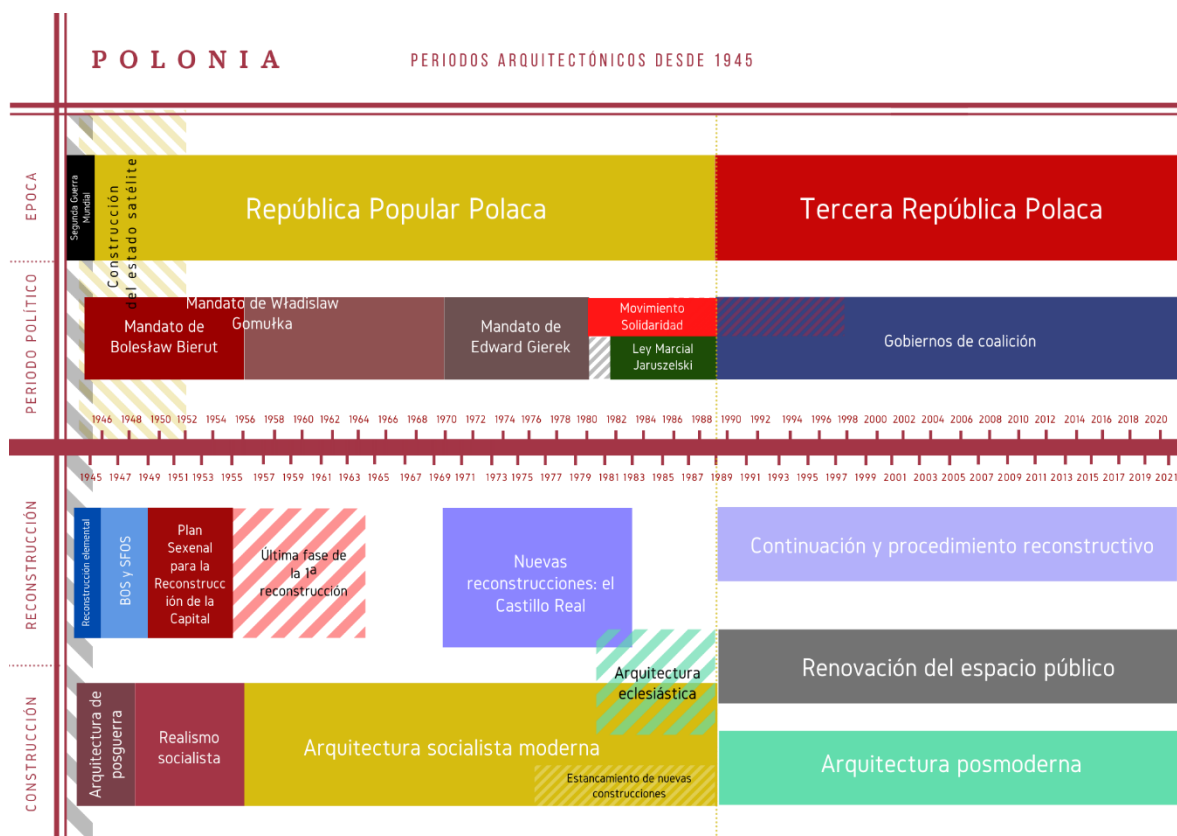 POLONIA
PERIODOS ARQUITECTÓNICOS DESDE 1945
EPOCA
Segunda Guerra
Mundial
Construcción
del estado satélite
República Popular Polaca
Tercera República Polaca
PERIODO POLÍTICO
Mandato de
Bolesław Bierut
Mandato de Władislaw
Gomułka
Mandato de
Edward Gierek
Movimiento
Solidaridad
Ley Marcial
Jaruszelski
Gobiernos de coalición
1946 1948 1950 1952 1954 1956 1958 1960 1962 1964 1966 1968 1970 1972 1974 1976 1978 1980 1982 1984 1986 1988 1990 1992 1994 1996 1998 2000 2002 2004 2006 2008 2010 2012 2014 2016 2018 2020
1945 1947 1949 1951 1953 1955 1957 1959 1961 1963 1965 1967 1969 1971 1973 1975 1977 1979 1981 1983 1985 1987 1989 1991 1993 1995 1997 1999 2001 2003 2005 2007 2009 2011 2013 2015 2017 2019 2021
RECONSTRUCCIÓN
Reconstrucción elemental
BOS y SFOS
Plan
Sexenal
para la
Reconstrucc
ión de la
Capital
Última fase de
la 1ª
reconstrucción
Nuevas
reconstrucciones: el
Castillo Real
Continuación y procedimiento reconstructivo
Renovación del espacio público
CONSTRUCCIÓN
Arquitectura de
posguerra
Realismo
socialista
Arquitectura socialista moderna
Arquitectura
eclesiástica
Estancamiento de nuevas
construcciones
Arquitectura posmoderna